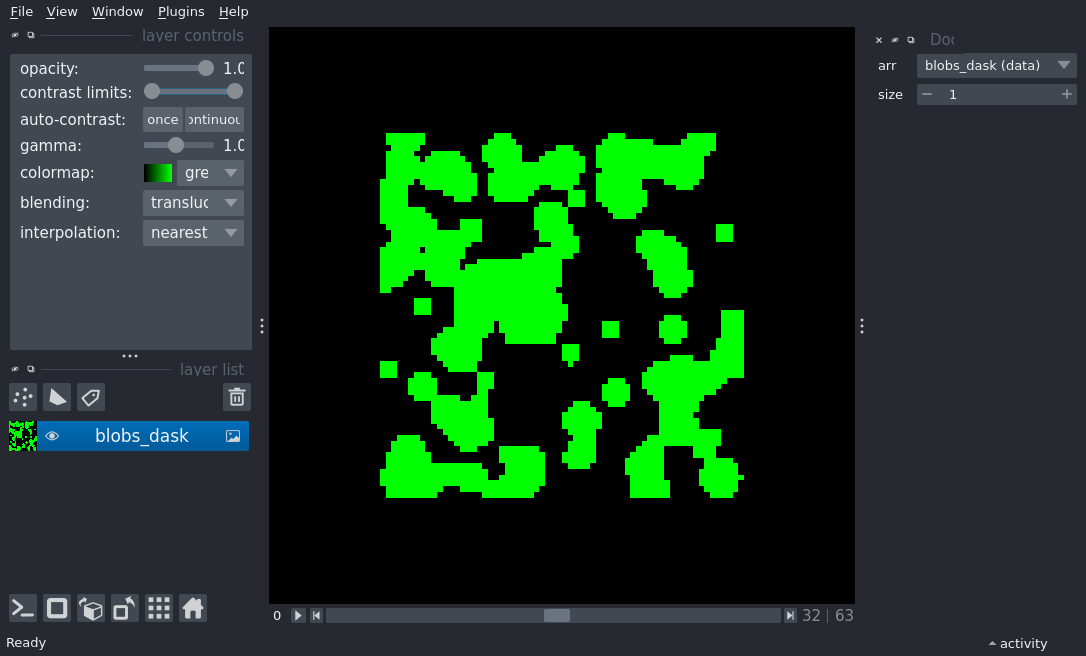 File View Window Plugins Help
layer controls
opacity: 1.0
contrast limits:
auto-contrast: once ontinuou
gamma: 1.0
colormap: gre
blending: transluc
interpolation: nearest
layer list
blobs_dask
0 32 | 63
Ready
Doc
arr blobs_dask (data)
size 1
activity